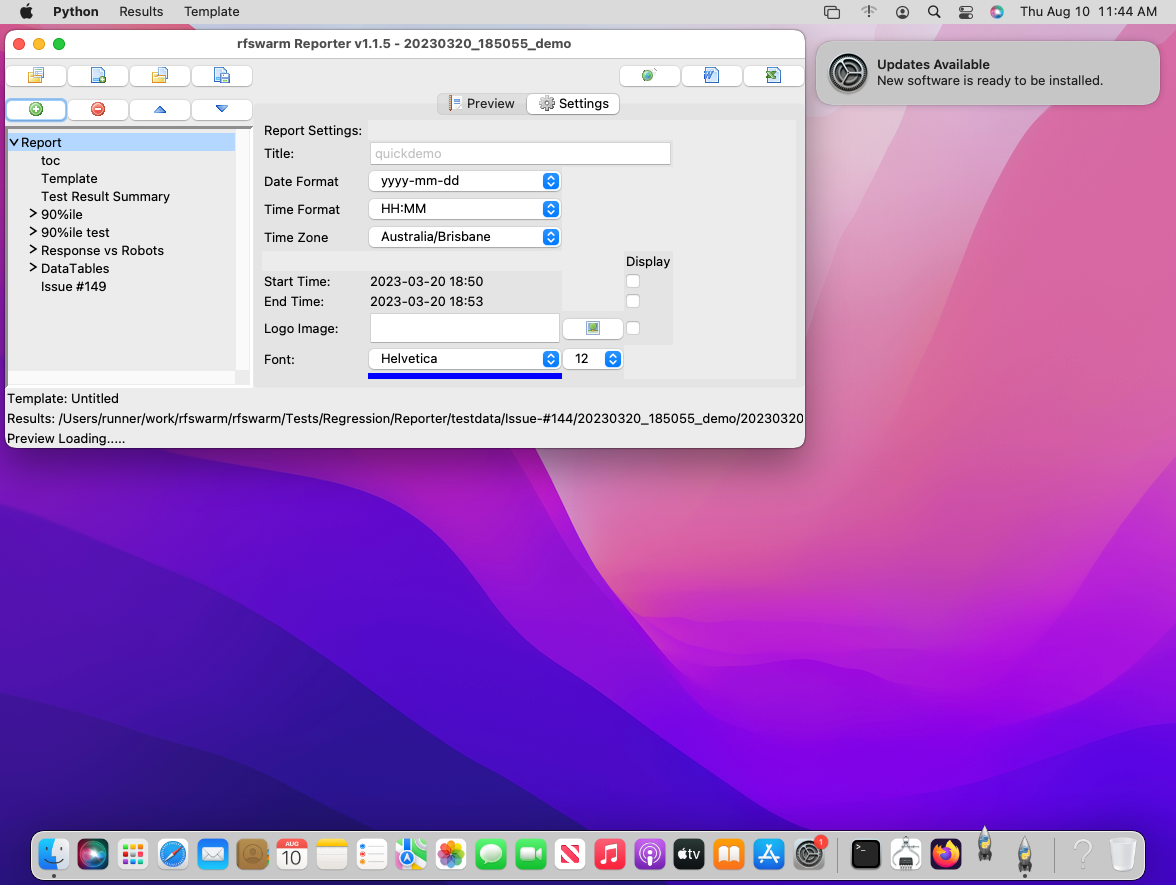 Python Results Template Thu Aug 10 11:44 AM
rfswarm Reporter v1.1.5 - 20230320_185055_demo
Updates Available
New software is ready to be installed.
Preview Settings
Report
toc
Template
Test Result Summary
90%ile
90%ile test
Response vs Robots
DataTables
Issue #149
Report Settings:
Title: quickdemo
Date Format yyyy-mm-dd
Time Format HH:MM
Time Zone Australia/Brisbane
Display
Start Time: 2023-03-20 18:50
End Time: 2023-03-20 18:53
Logo Image:
Font: Helvetica 12
Template: Untitled
Results: /Users/runner/work/rfswarm/rfswarm/Tests/Regression/Reporter/testdata/Issue-#144/20230320_185055_demo/20230320
Preview Loading.....
AUG
10
tv
1